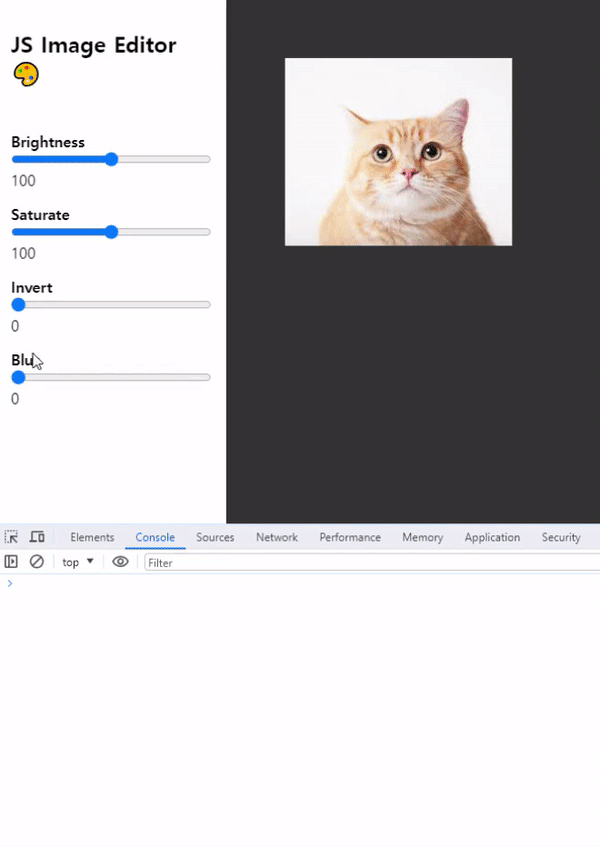 JS Image Editor
🎨
Brightness
100
Saturate
100
Invert
0
Blu
0
Elements Console Sources Network Performance Memory Application Security
top ▼ Filter
>